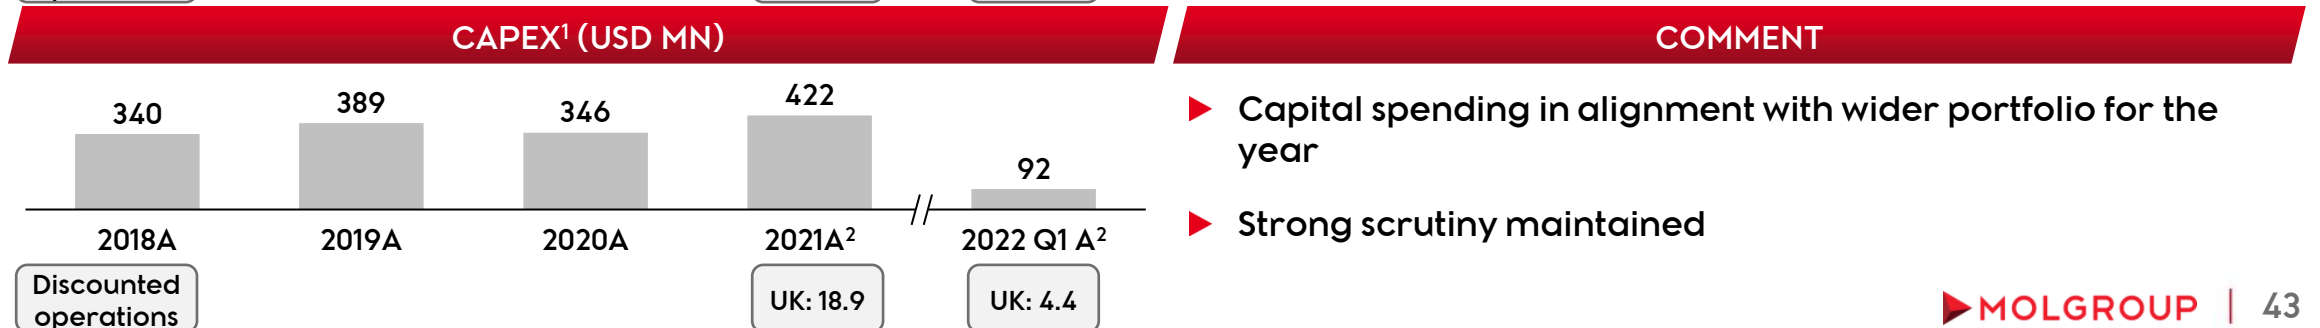 CAPEX¹ (USD MN)
COMMENT
340
389
346
422
92
2018A
2019A
2020A
2021A²
2022 Q1 A²
Discounted
operations
UK: 18.9
UK: 4.4
► Capital spending in alignment with wider portfolio for the
year
► Strong scrutiny maintained
MOLGROUP | 43